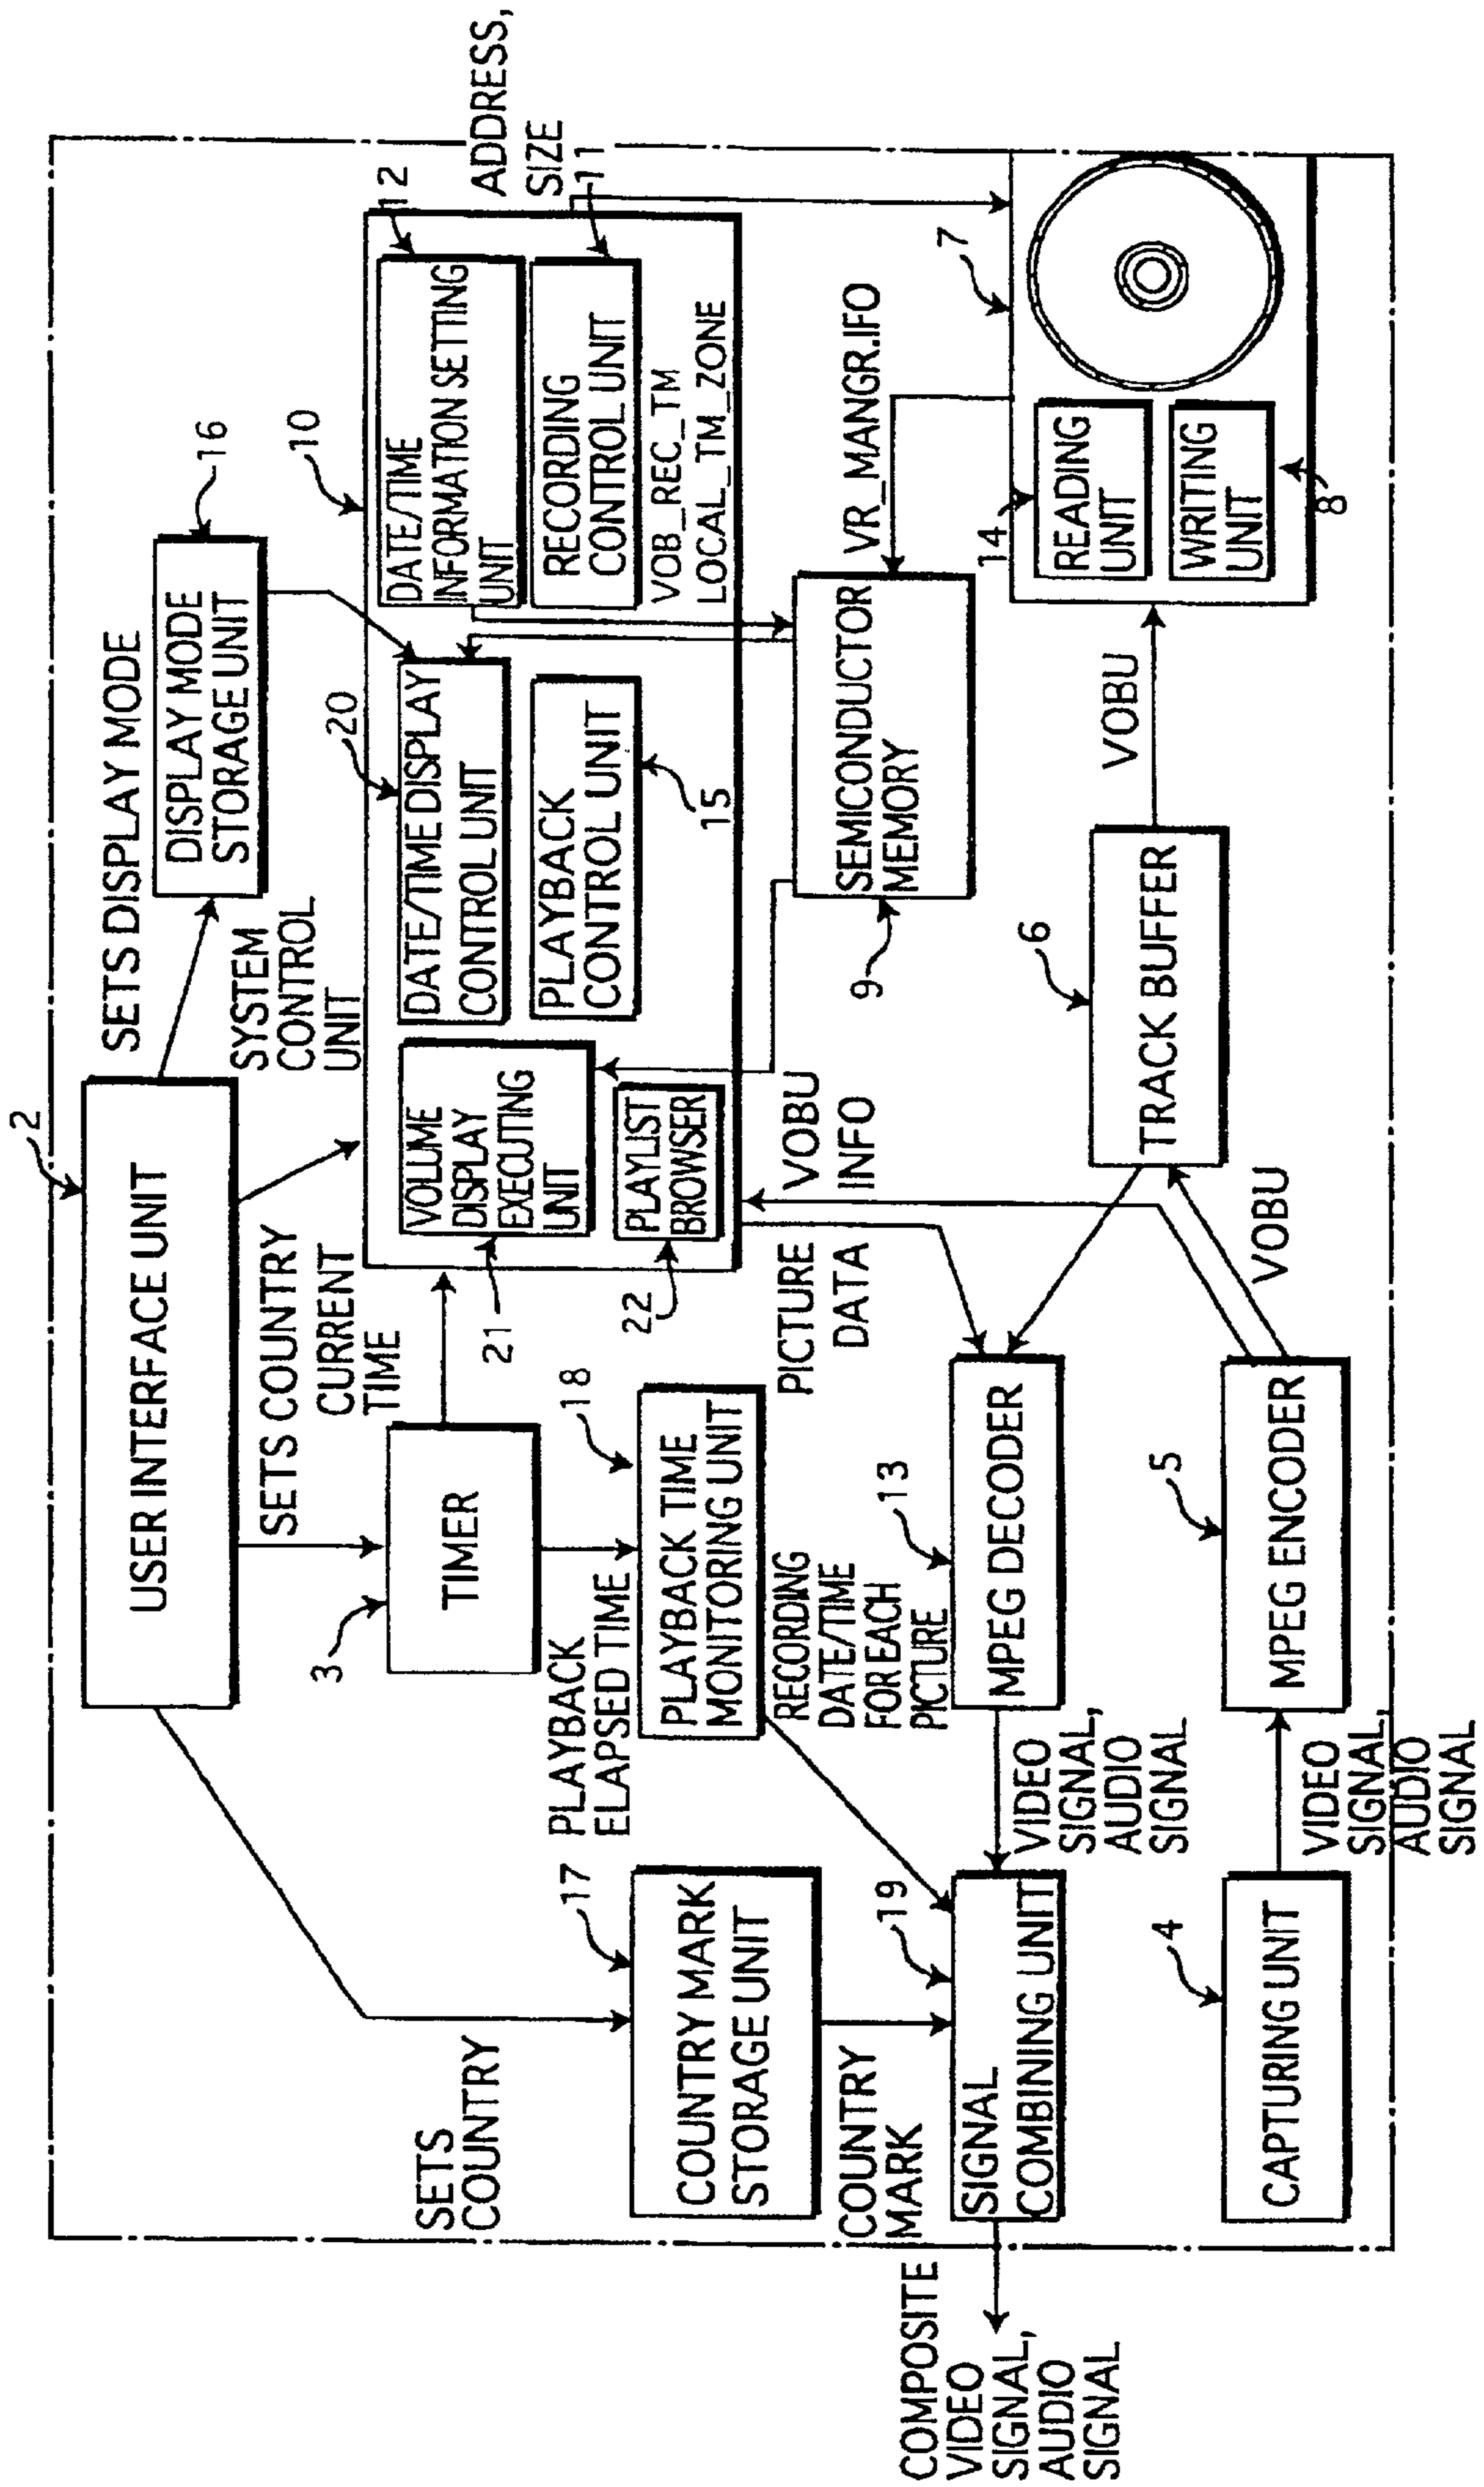 2
USER INTERFACE UNIT
SETS DISPLAY MODE
16
DISPLAY MODE
STORAGE UNIT
SETS
COUNTRY
SETS COUNTRY
SYSTEM
CONTROL
UNIT
10
3
TIMER
CURRENT
TIME
21
VOLUME
DISPLAY
EXECUTING
UNIT
22
PLAYLIST
BROWSER
20
DATE/TIME DISPLAY
CONTROL UNIT
PLAYBACK
CONTROL UNIT
15
12
DATE/TIME
INFORMATION SETTING
UNIT
11
RECORDING
CONTROL UNIT
VOB_REC_TM
LOCAL_TM_ZONE
ADDRESS,
SIZE
PLAYBACK
ELAPSED TIME
18
PLAYBACK TIME
MONITORING UNIT
17
COUNTRY MARK
STORAGE UNIT
RECORDING
DATE/TIME
FOR EACH
PICTURE
PICTURE
DATA
VOBU
INFO
9
SEMICONDUCTOR
MEMORY
VR_MANGR.IFO
7
COUNTRY
MARK
19
SIGNAL
COMBINING UNIT
COMPOSITE
VIDEO
SIGNAL,
AUDIO
SIGNAL
VIDEO
SIGNAL,
AUDIO
SIGNAL
13
MPEG DECODER
6
TRACK BUFFER
VOBU
14
READING
UNIT
WRITING
UNIT
8
4
CAPTURING UNIT
VIDEO
SIGNAL,
AUDIO
SIGNAL
5
MPEG ENCODER
VOBU